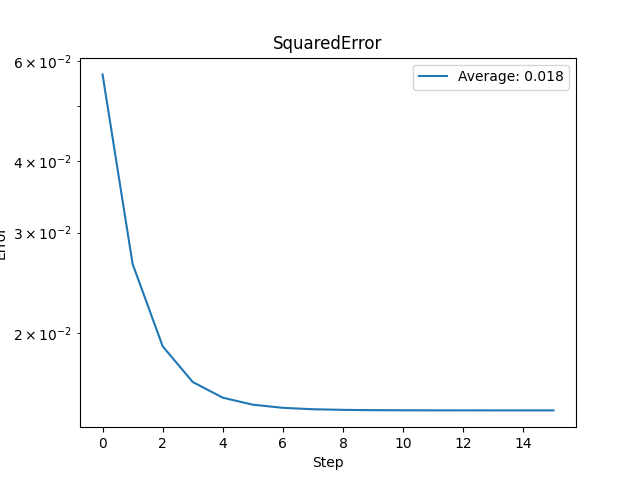 SquaredError
6 × 10⁻²
4 × 10⁻²
3 × 10⁻²
2 × 10⁻²
Error
Average: 0.018
0 2 4 6 8 10 12 14
Step